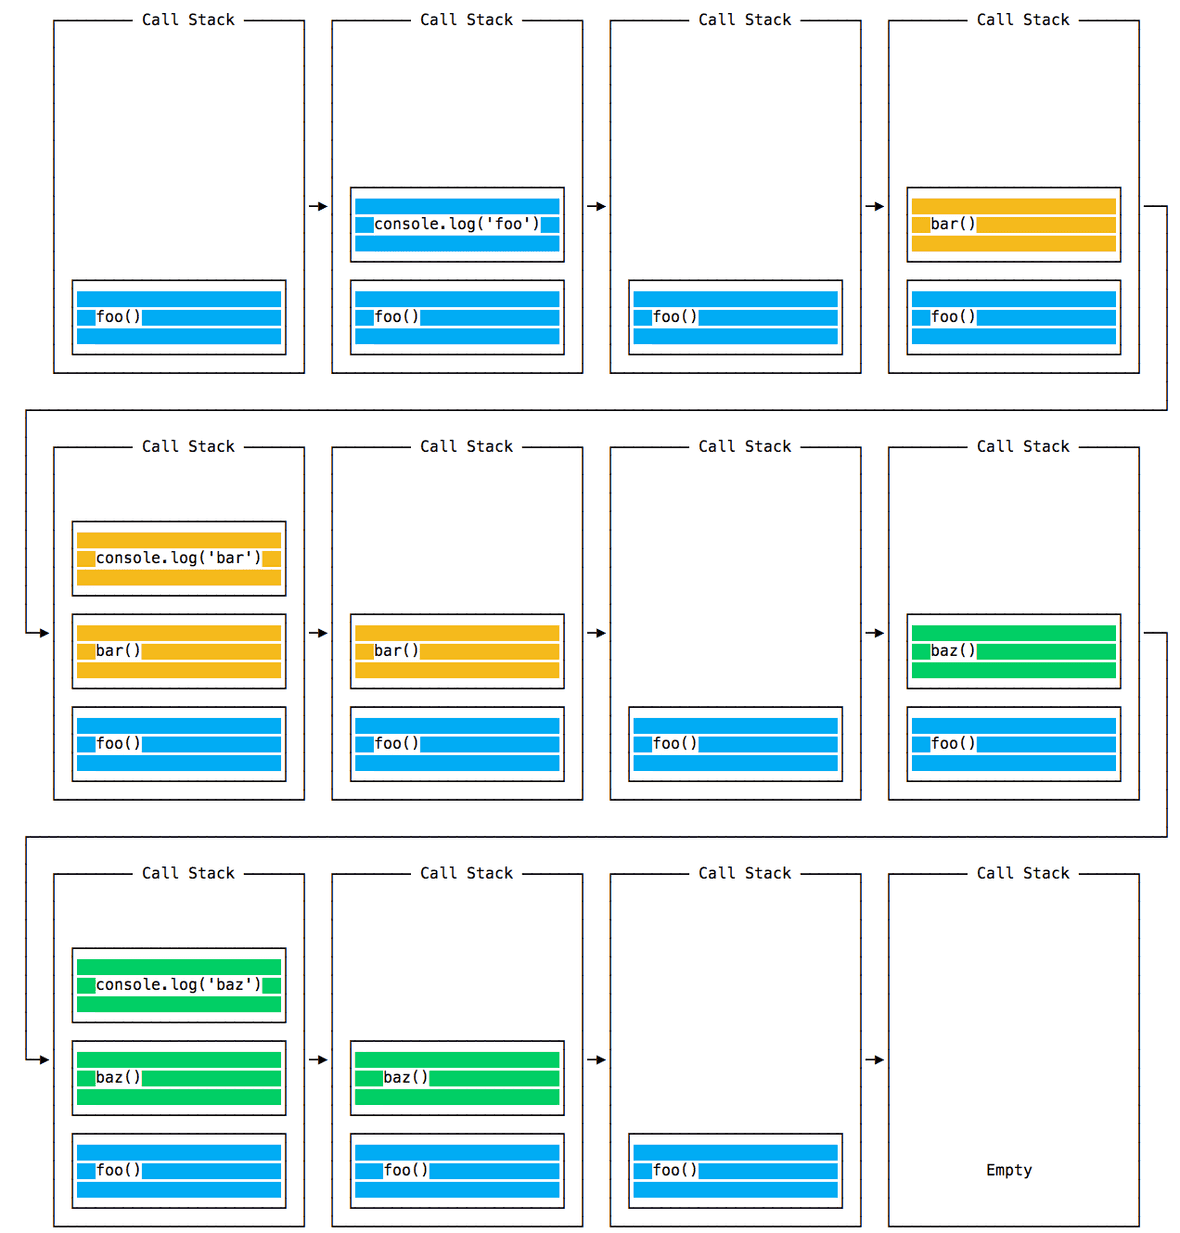 Call Stack Call Stack Call Stack Call Stack
console.log('foo') bar()
foo() foo() foo() foo()
Call Stack Call Stack Call Stack Call Stack
console.log('bar')
bar() bar() baz()
foo() foo() foo() foo()
Call Stack Call Stack Call Stack Call Stack
console.log('baz')
baz() baz()
foo() foo() foo() Empty